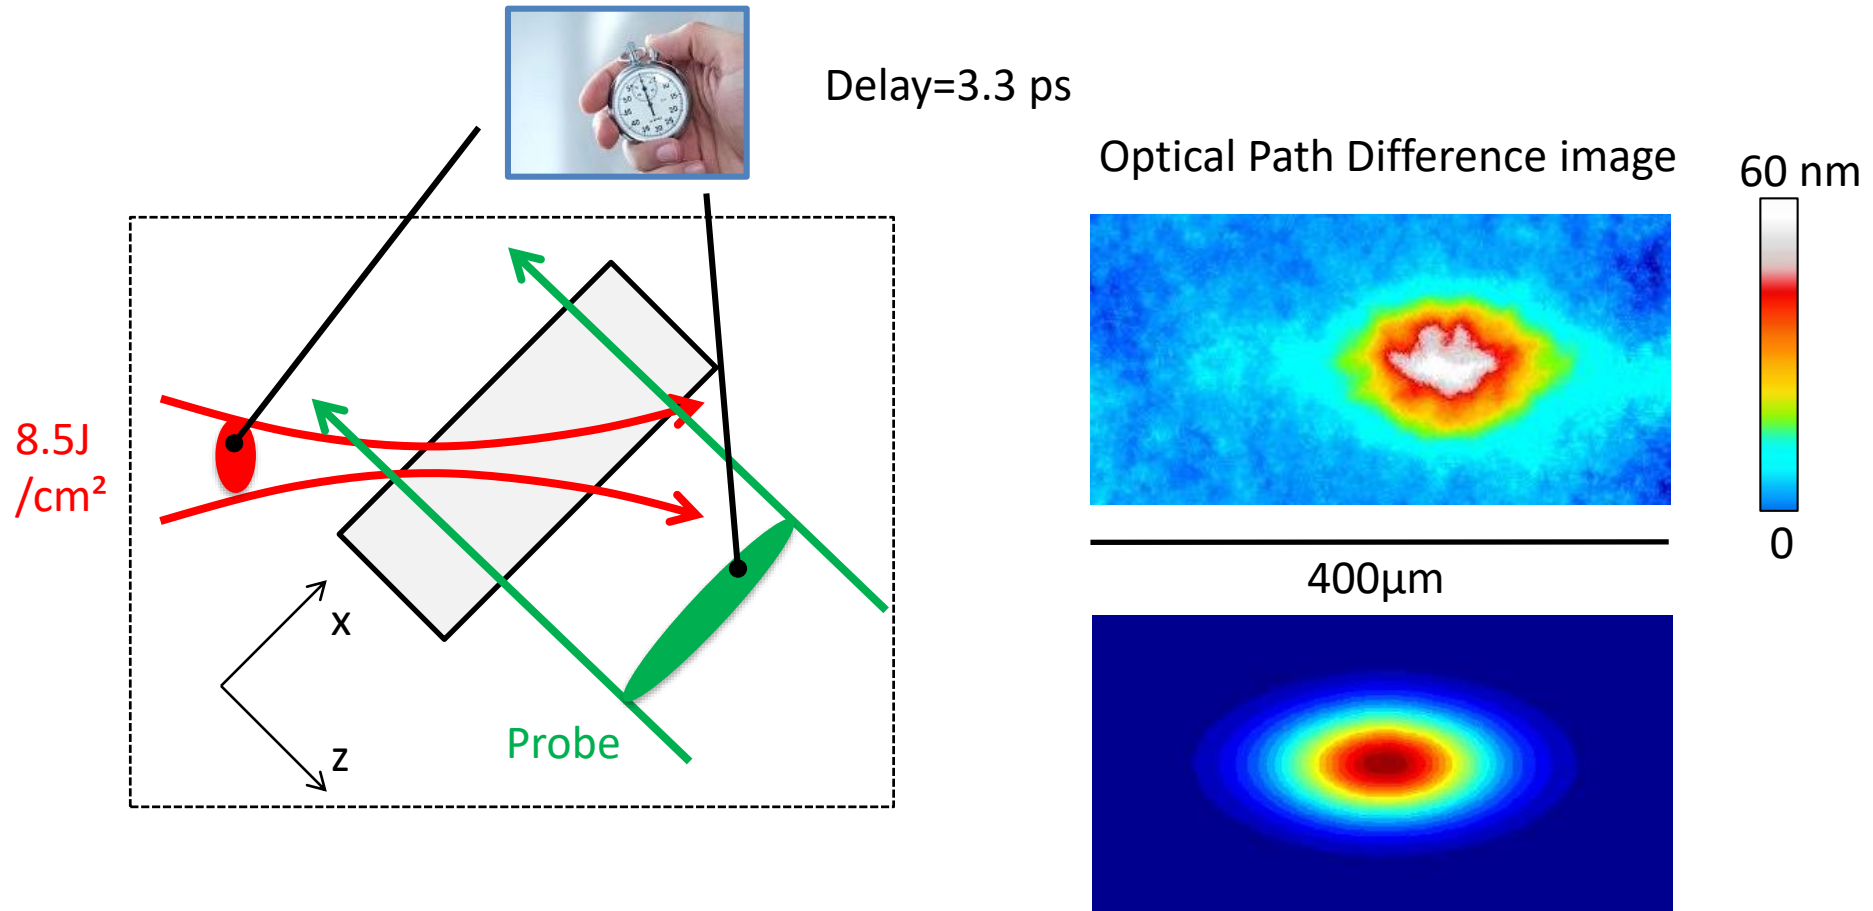 Delay=3.3 ps
Optical Path Difference image
60 nm
8.5J
/cm²
0
400µm
x
Probe
z